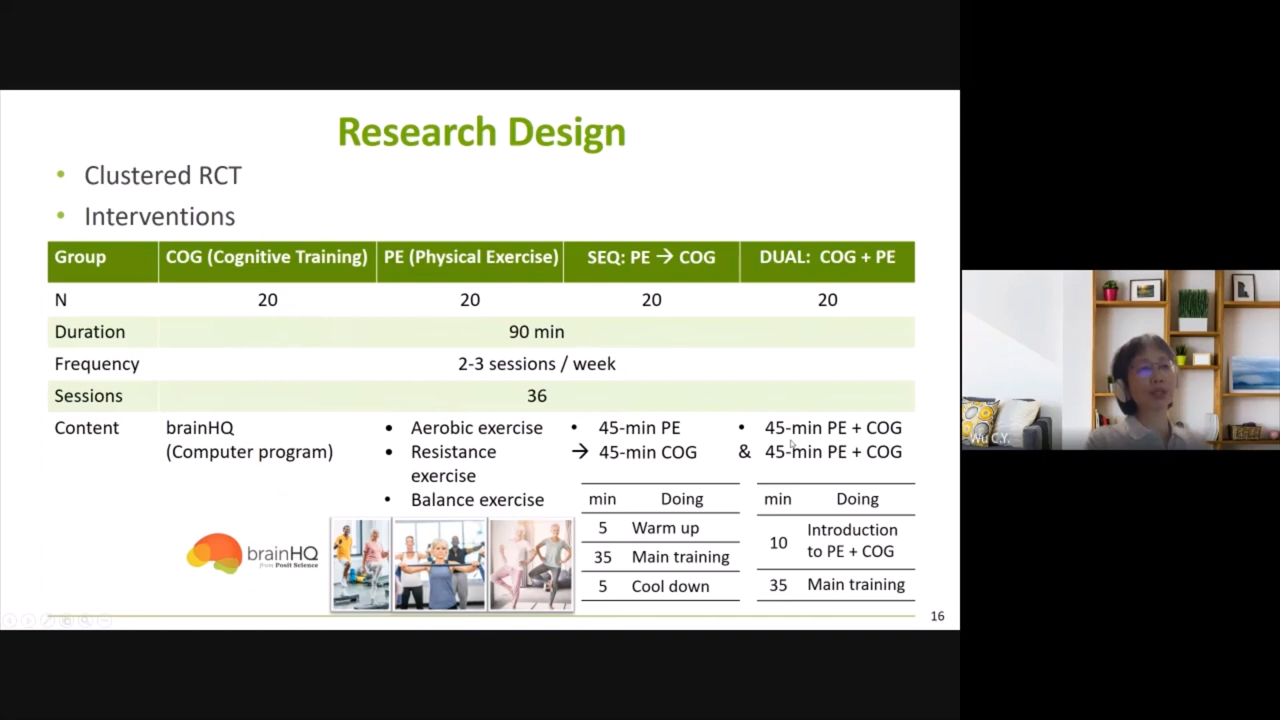 Research Design
• Clustered RCT
• Interventions
Group COG (Cognitive Training) PE (Physical Exercise) SEQ: PE → COG DUAL: COG + PE
N 20 20 20 20
Duration 90 min
Frequency 2-3 sessions / week
Sessions 36
Content brainHQ • Aerobic exercise • 45-min PE • 45-min PE + COG
(Computer program) • Resistance → 45-min COG & 45-min PE + COG
exercise
• Balance exercise
min Doing min Doing
5 Warm up 10 Introduction
to PE + COG
35 Main training
5 Cool down 35 Main training
brainHQ
from Posit Science
16
Wu C.Y.